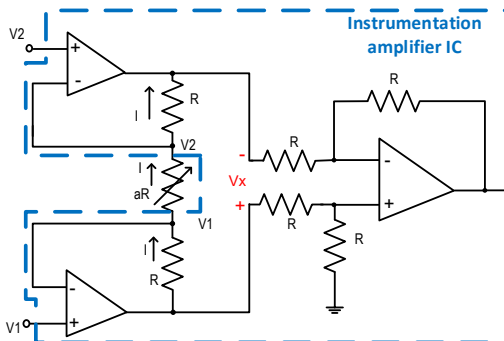 Instrumentation
amplifier IC
V2
+
-
I
R
V2
I
aR
V1
I
R
-
+
V1
-
Vx
+
R
R
R
-
+
R